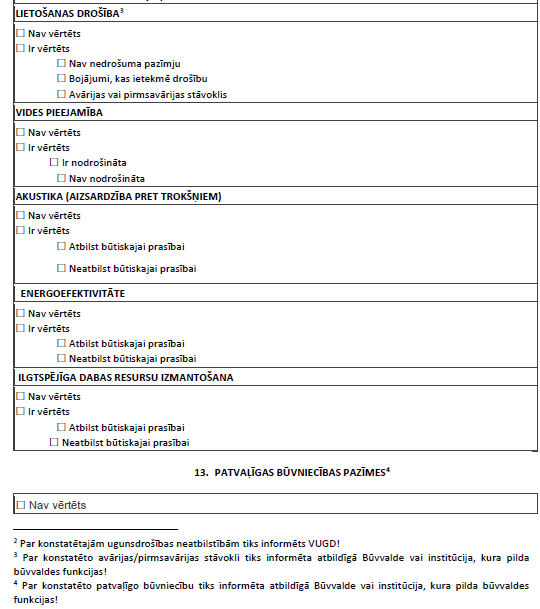 LIETOŠANAS DROŠĪBA³
☐ Nav vērtēts
☐ Ir vērtēts
☐ Nav nedrošuma pazīmju
☐ Bojājumi, kas ietekmē drošību
☐ Avārijas vai pirmsavārijas stāvoklis
VIDES PIEEJAMĪBA
☐ Nav vērtēts
☐ Ir vērtēts
☐ Ir nodrošināta
☐ Nav nodrošināta
AKUSTIKA (AIZSARDZĪBA PRET TROKŠŅIEM)
☐ Nav vērtēts
☐ Ir vērtēts
☐ Atbilst būtiskajai prasībai
☐ Neatbilst būtiskajai prasībai
ENERGOEFEKTIVITĀTE
☐ Nav vērtēts
☐ Ir vērtēts
☐ Atbilst būtiskajai prasībai
☐ Neatbilst būtiskajai prasībai
ILGTSPĒJĪGA DABAS RESURSU IZMANTOŠANA
☐ Nav vērtēts
☐ Ir vērtēts
☐ Atbilst būtiskajai prasībai
☐ Neatbilst būtiskajai prasībai
13. PATVAĻĪGAS BŪVNIECĪBAS PAZĪMES⁴
☐ Nav vērtēts
² Par konstatētajām ugunsdrošības neatbilstībām tiks informēts VUGD!
³ Par konstatēto avārijas/pirmsavārijas stāvokli tiks informēta atbildīgā Būvvalde vai institūcija, kura pilda
būvvaldes funkcijas!
⁴ Par konstatēto patvaļīgo būvniecību tiks informēta atbildīgā Būvvalde vai institūcija, kura pilda būvvaldes
funkcijas!